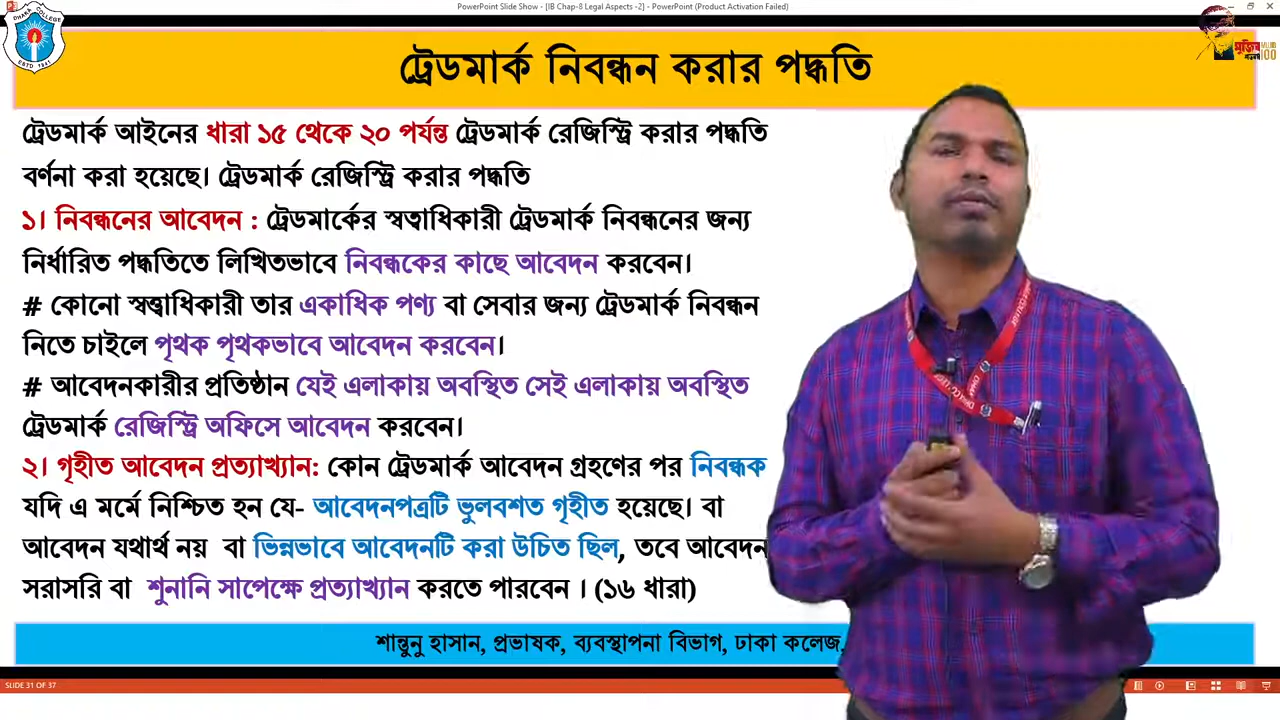 PowerPoint Slide Show - [IB Chap-8 Legal Aspects -2] - PowerPoint (Product Activation Failed)
DHAKA COLLEGE
ESTD 1841
মুজিব
100
ট্রেডমার্ক নিবন্ধন করার পদ্ধতি
ট্রেডমার্ক আইনের ধারা ১৫ থেকে ২০ পর্যন্ত ট্রেডমার্ক রেজিস্ট্রি করার পদ্ধতি
বর্ণনা করা হয়েছে। ট্রেডমার্ক রেজিস্ট্রি করার পদ্ধতি
১। নিবন্ধনের আবেদন : ট্রেডমার্কের স্বত্বাধিকারী ট্রেডমার্ক নিবন্ধনের জন্য
নির্ধারিত পদ্ধতিতে লিখিতভাবে নিবন্ধকের কাছে আবেদন করবেন।
# কোনো স্বত্ত্বাধিকারী তার একাধিক পণ্য বা সেবার জন্য ট্রেডমার্ক নিবন্ধন
নিতে চাইলে পৃথক পৃথকভাবে আবেদন করবেন।
# আবেদনকারীর প্রতিষ্ঠান যেই এলাকায় অবস্থিত সেই এলাকায় অবস্থিত
ট্রেডমার্ক রেজিস্ট্রি অফিসে আবেদন করবেন।
২। গৃহীত আবেদন প্রত্যাখ্যান: কোন ট্রেডমার্ক আবেদন গ্রহণের পর নিবন্ধক
যদি এ মর্মে নিশ্চিত হন যে- আবেদনপত্রটি ভুলবশত গৃহীত হয়েছে। বা
আবেদন যথার্থ নয় বা ভিন্নভাবে আবেদনটি করা উচিত ছিল, তবে আবেদন
সরাসরি বা শুনানি সাপেক্ষে প্রত্যাখ্যান করতে পারবেন । (১৬ ধারা)
শান্তুনু হাসান, প্রভাষক, ব্যবস্থাপনা বিভাগ, ঢাকা কলেজ,
SLIDE 31 OF 37